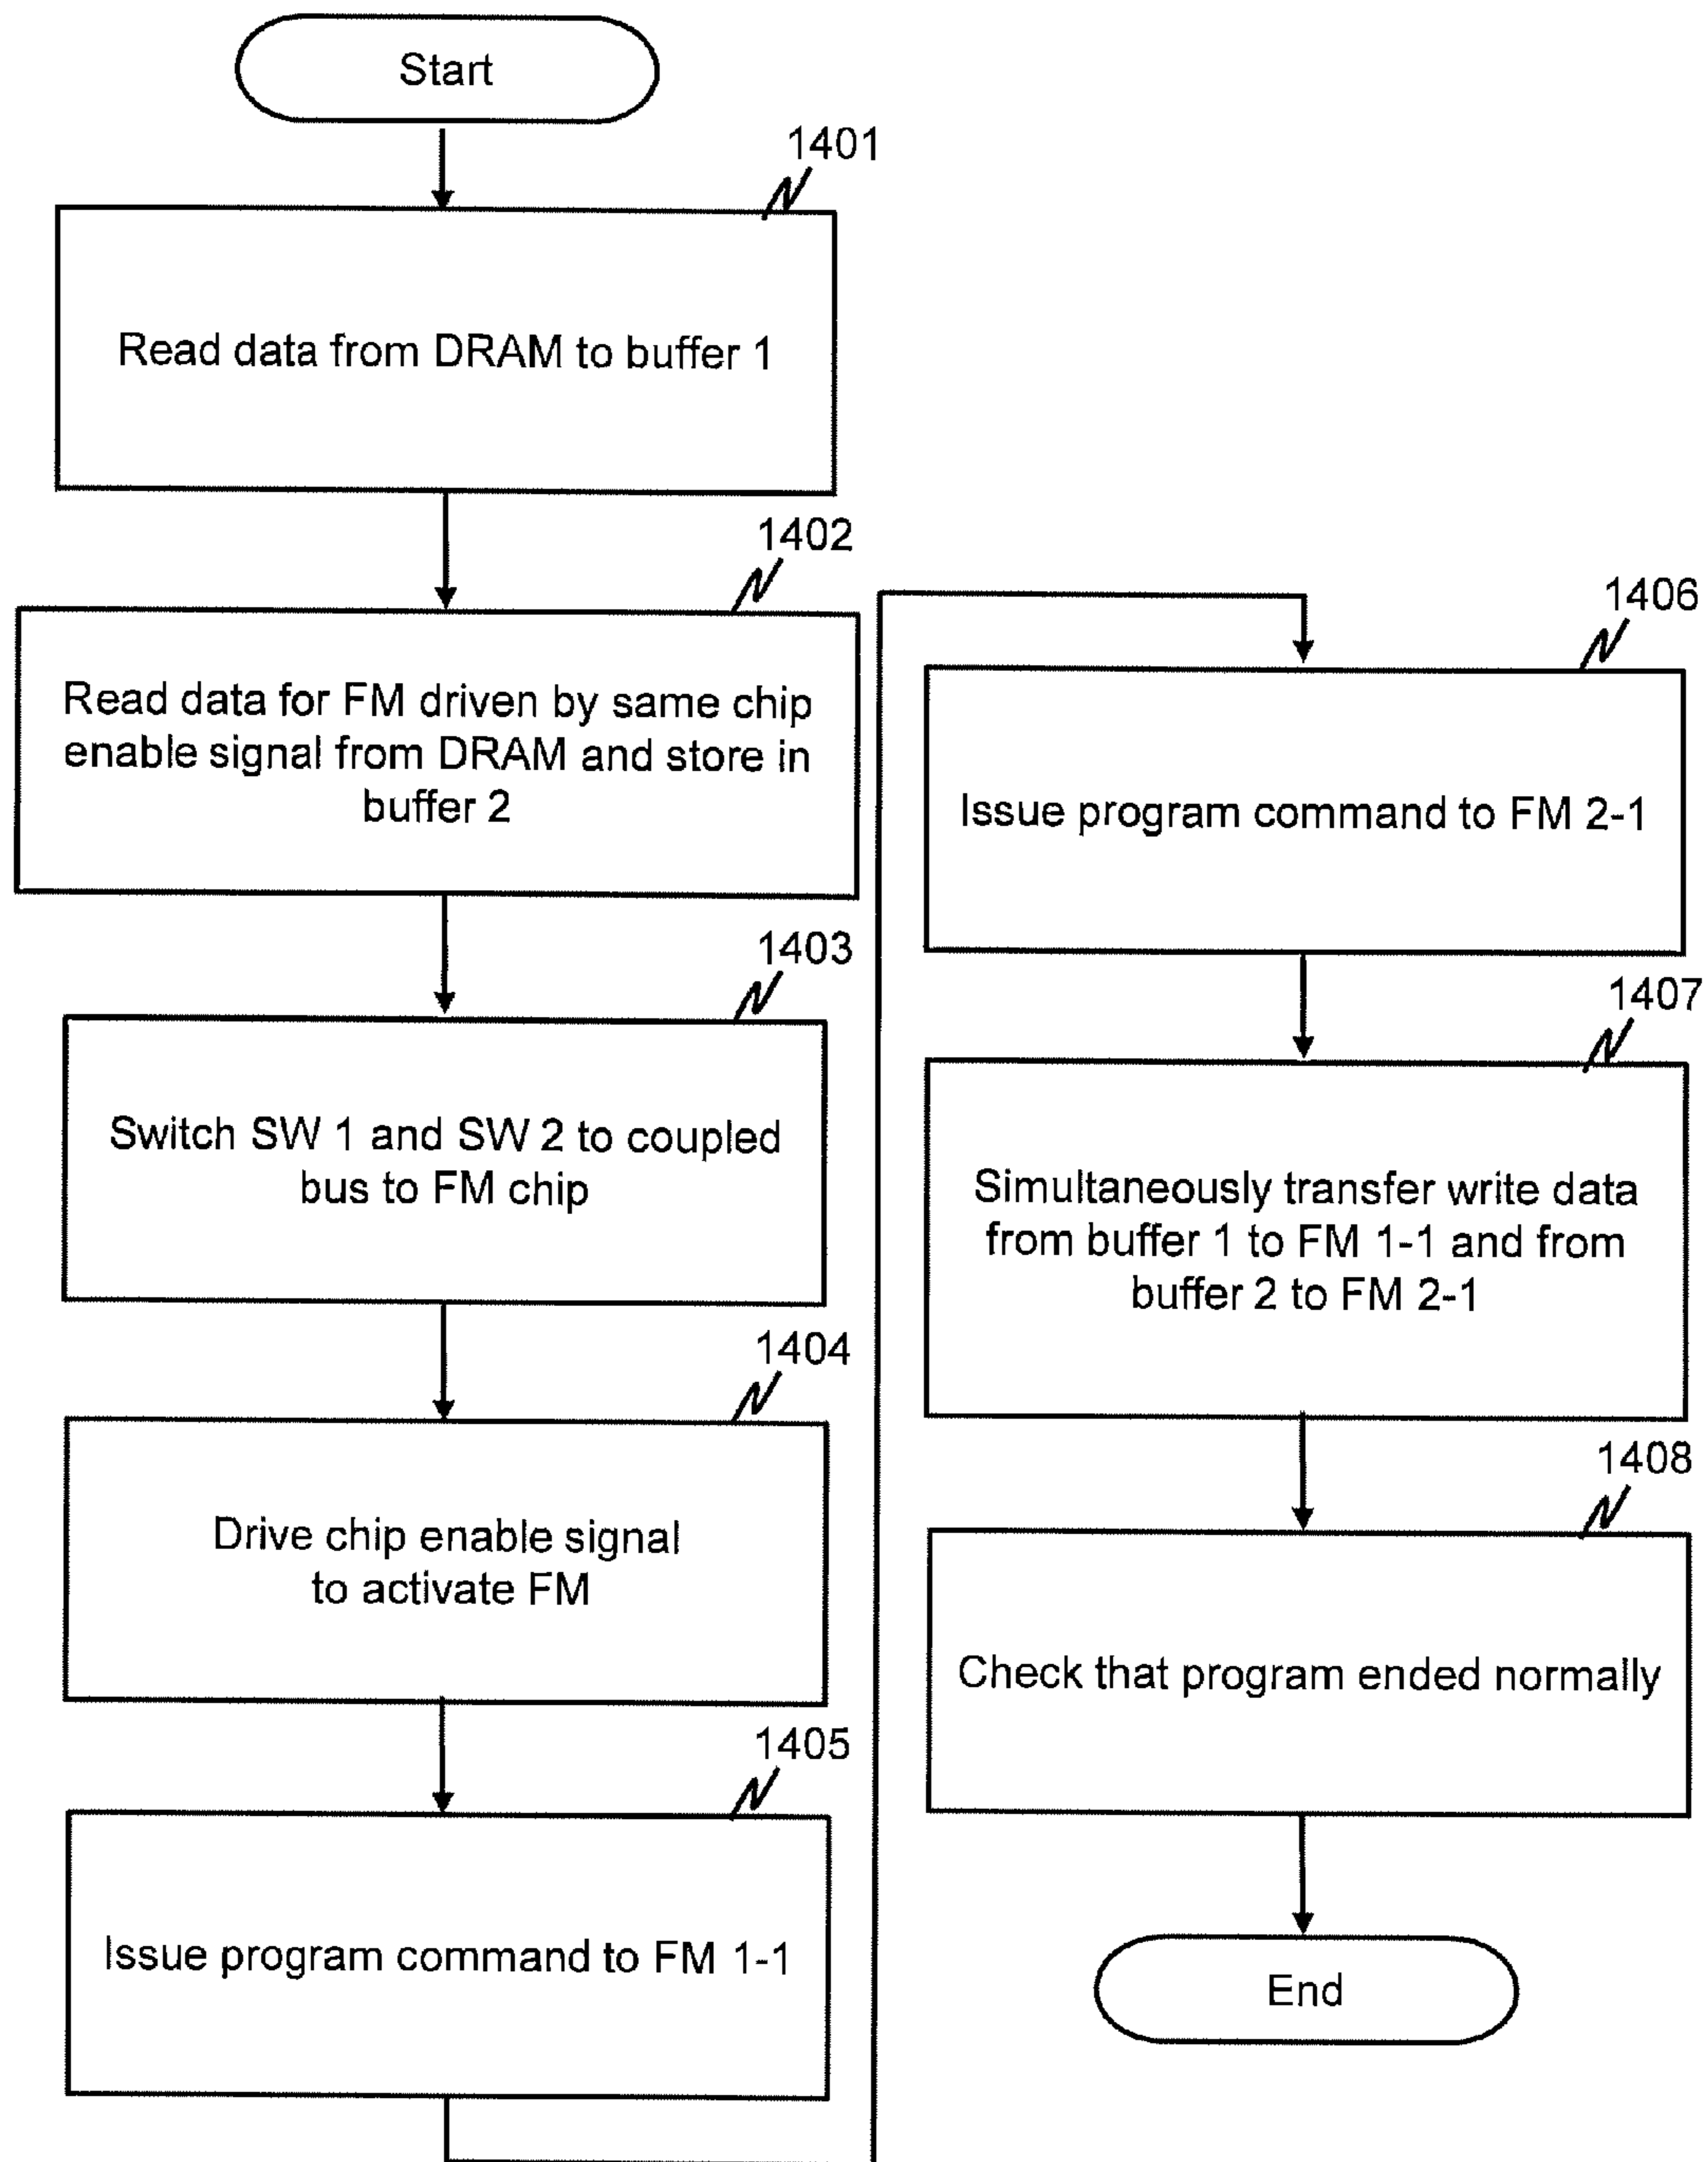 Start
1401
Read data from DRAM to buffer 1
1402
Read data for FM driven by same chip
enable signal from DRAM and store in
buffer 2
1403
Switch SW 1 and SW 2 to coupled
bus to FM chip
1404
Drive chip enable signal
to activate FM
1405
Issue program command to FM 1-1
1406
Issue program command to FM 2-1
1407
Simultaneously transfer write data
from buffer 1 to FM 1-1 and from
buffer 2 to FM 2-1
1408
Check that program ended normally
End